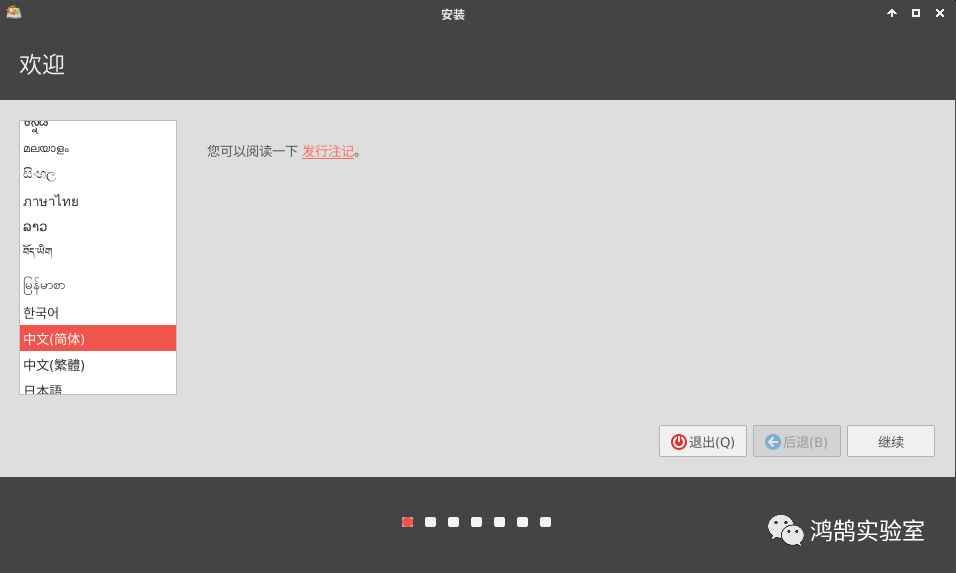 安装
欢迎
മലയാളം
සිංහල
ภาษาไทย
ລາວ
བོད་ཡིག
မြန်မာစာ
한국어
中文(简体)
中文(繁體)
日本語
您可以阅读一下 发行注记。
退出(Q)
后退(B)
继续
鸿鹄实验室